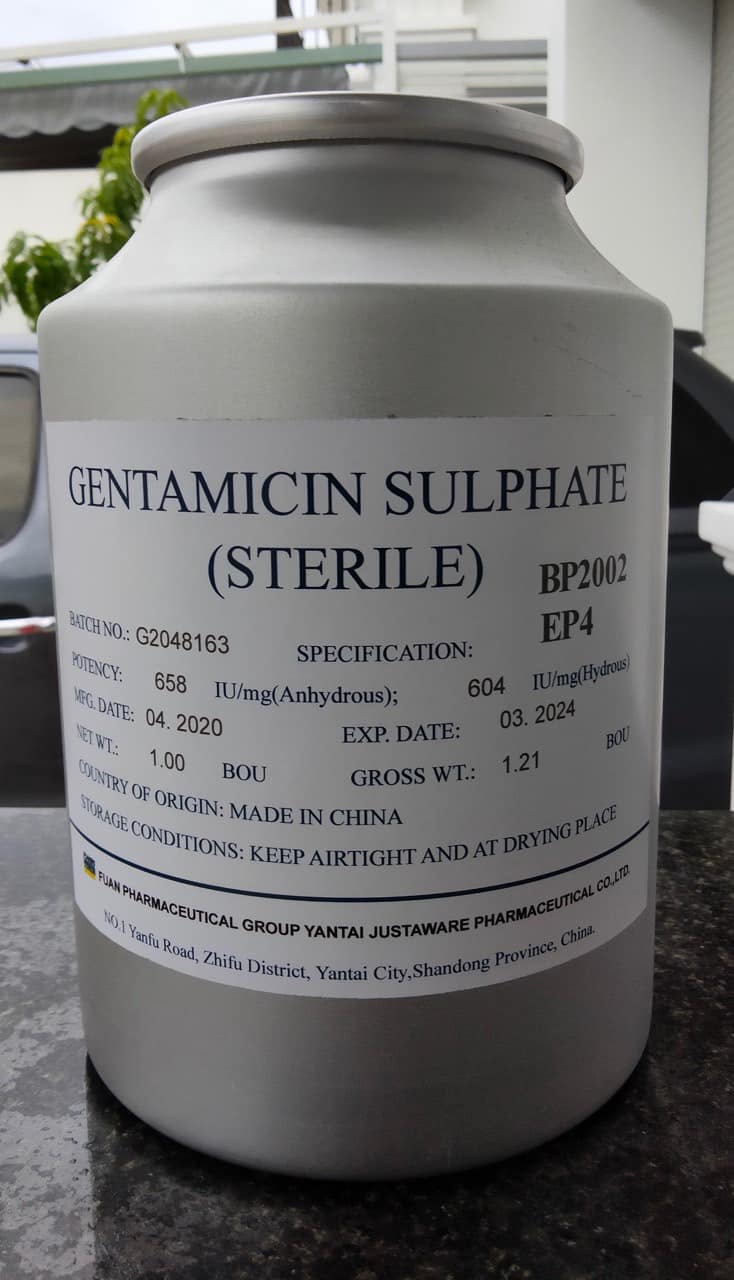 GENTAMICIN SULPHATE
(STERILE)
BP2002
EP4
BATCH NO.: G2048163 SPECIFICATION:
POTENCY: 658 IU/mg(Anhydrous); 604 IU/mg(Hydrous)
MFG. DATE: 04. 2020 EXP. DATE: 03. 2024
NET WT.: 1.00 BOU GROSS WT.: 1.21 BOU
COUNTRY OF ORIGIN: MADE IN CHINA
STORAGE CONDITIONS: KEEP AIRTIGHT AND AT DRYING PLACE
FUAN PHARMACEUTICAL GROUP YANTAI JUSTAWARE PHARMACEUTICAL CO.,LTD.
NO.1 Yanfu Road, Zhifu District, Yantai City,Shandong Province, China.